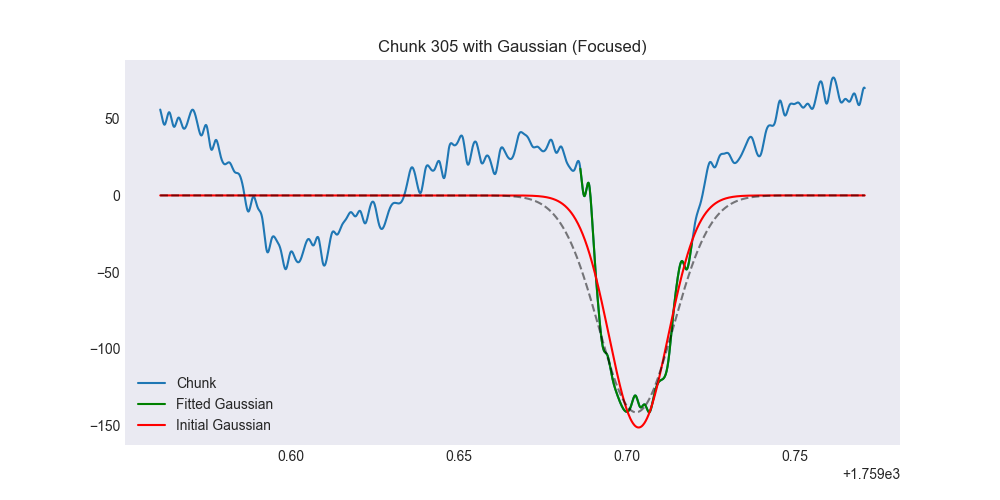 Chunk 305 with Gaussian (Focused)
50
0
−50
−100
−150
Chunk
Fitted Gaussian
Initial Gaussian
0.60 0.65 0.70 0.75
+1.759e3